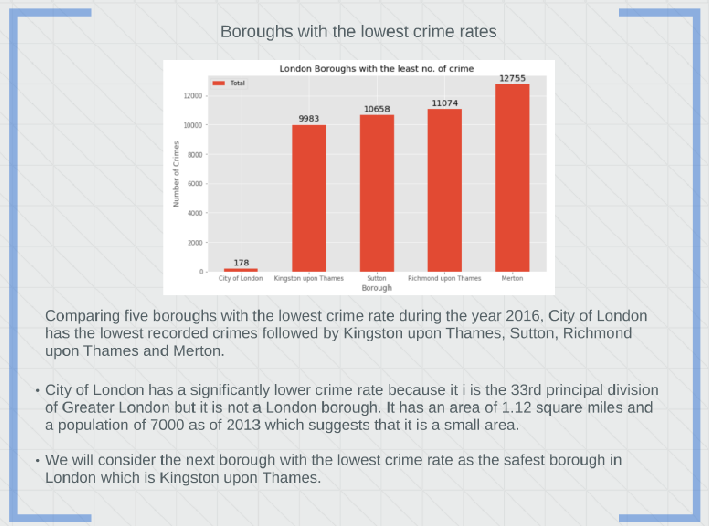 Boroughs with the lowest crime rates
London Boroughs with the least no. of crime
Total
12755
11074
10658
9983
178
12000
10000
8000
6000
4000
2000
0
Number of Crimes
City of London Kingston upon Thames Sutton Richmond upon Thames Merton
Borough
Comparing five boroughs with the lowest crime rate during the year 2016, City of London
has the lowest recorded crimes followed by Kingston upon Thames, Sutton, Richmond
upon Thames and Merton.
• City of London has a significantly lower crime rate because it i is the 33rd principal division
of Greater London but it is not a London borough. It has an area of 1.12 square miles and
a population of 7000 as of 2013 which suggests that it is a small area.
• We will consider the next borough with the lowest crime rate as the safest borough in
London which is Kingston upon Thames.